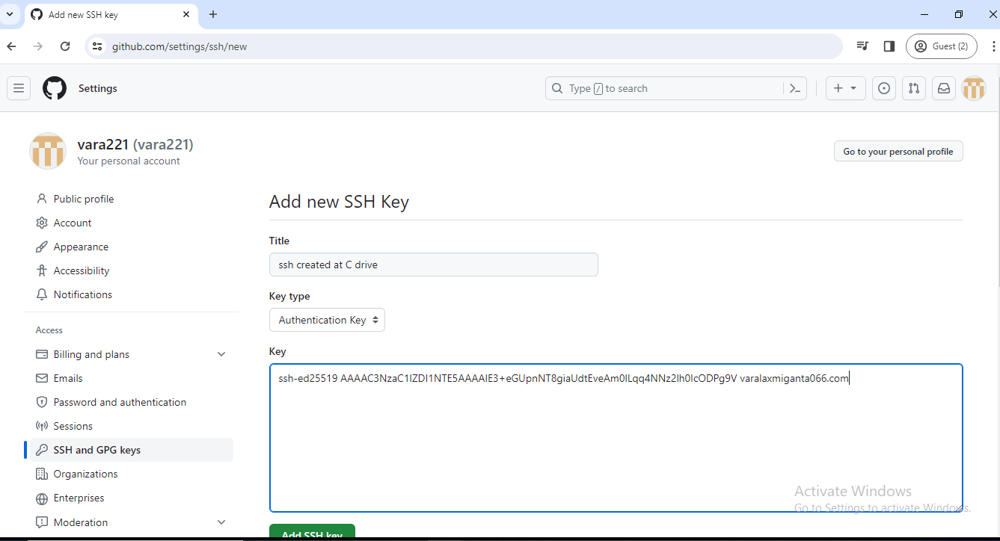 Add new SSH key
github.com/settings/ssh/new
Guest (2)
Settings
Type / to search
vara221 (vara221)
Your personal account
Go to your personal profile
Public profile
Account
Appearance
Accessibility
Notifications
Access
Billing and plans
Emails
Password and authentication
Sessions
SSH and GPG keys
Organizations
Enterprises
Moderation
Add new SSH Key
Title
ssh created at C drive
Key type
Authentication Key
Key
ssh-ed25519 AAAAC3NzaC1lZDI1NTE5AAAAIE3+eGUpnNT8giaUdtEveAm0ILqq4NNz2Ih0IcODPg9V varalaxmiganta066.com
Add SSH key
Activate Windows
Go to Settings to activate Windows.